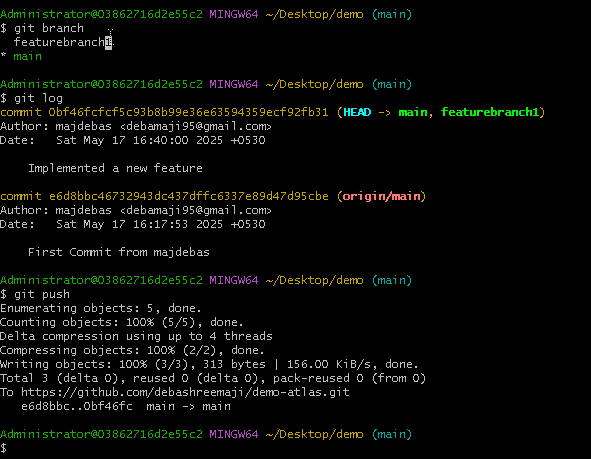 Administrator@03862716d2e55c2 MINGW64 ~/Desktop/demo (main)
$ git branch
  featurebranch1
* main

Administrator@03862716d2e55c2 MINGW64 ~/Desktop/demo (main)
$ git log
commit 0bf46fcfcf5c93b8b99e36e63594359ecf92fb31 (HEAD -> main, featurebranch1)
Author: majdebas <debamaji95@gmail.com>
Date:   Sat May 17 16:40:00 2025 +0530

    Implemented a new feature

commit e6d8bbc46732943dc437dffc6337e89d47d95cbe (origin/main)
Author: majdebas <debamaji95@gmail.com>
Date:   Sat May 17 16:17:53 2025 +0530

    First Commit from majdebas

Administrator@03862716d2e55c2 MINGW64 ~/Desktop/demo (main)
$ git push
Enumerating objects: 5, done.
Counting objects: 100% (5/5), done.
Delta compression using up to 4 threads
Compressing objects: 100% (2/2), done.
Writing objects: 100% (3/3), 313 bytes | 156.00 KiB/s, done.
Total 3 (delta 0), reused 0 (delta 0), pack-reused 0 (from 0)
To https://github.com/debashreemaji/demo-atlas.git
   e6d8bbc..0bf46fc  main -> main

Administrator@03862716d2e55c2 MINGW64 ~/Desktop/demo (main)
$